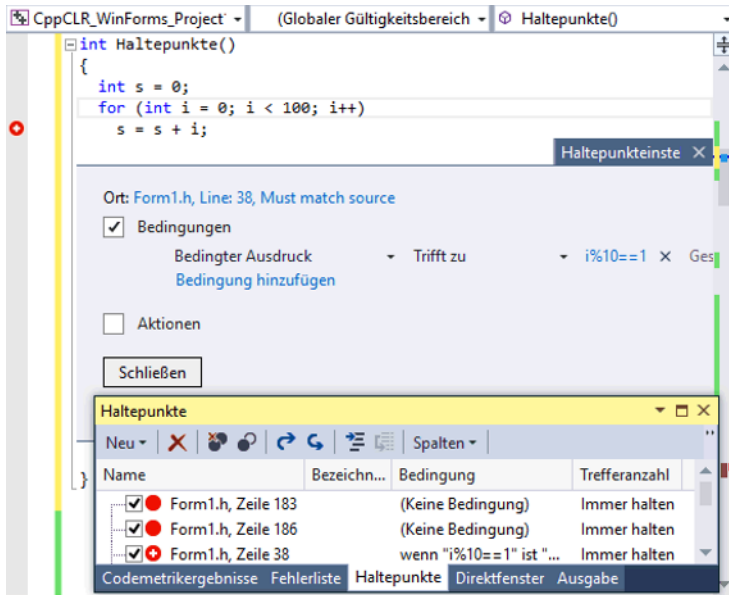 CppCLR_WinForms_Project (Globaler Gültigkeitsbereich Haltepunkte()
int Haltepunkte()
{
int s = 0;
for (int i = 0; i < 100; i++)
s = s + i;
Haltepunkteinste
Ort: Form1.h, Line: 38, Must match source
Bedingungen
Bedingter Ausdruck Trifft zu i%10==1 Ges
Bedingung hinzufügen
Aktionen
Schließen
Haltepunkte
Neu Spalten
Name Bezeichn... Bedingung Trefferanzahl
Form1.h, Zeile 183 (Keine Bedingung) Immer halten
Form1.h, Zeile 186 (Keine Bedingung) Immer halten
Form1.h, Zeile 38 wenn "i%10==1" ist "... Immer halten
}
Codemetrikergebnisse Fehlerliste Haltepunkte Direktfenster Ausgabe